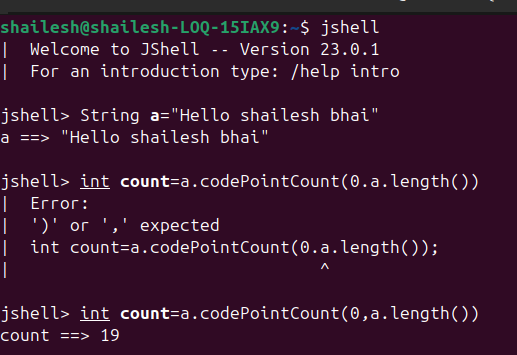 shailesh@shailesh-LOQ-15IAX9:~$ jshell
| Welcome to JShell -- Version 23.0.1
| For an introduction type: /help intro
jshell> String a="Hello shailesh bhai"
a ==> "Hello shailesh bhai"
jshell> int count=a.codePointCount(0.a.length())
| Error:
| ')' or ',' expected
| int count=a.codePointCount(0.a.length());
| ^
jshell> int count=a.codePointCount(0,a.length())
count ==> 19